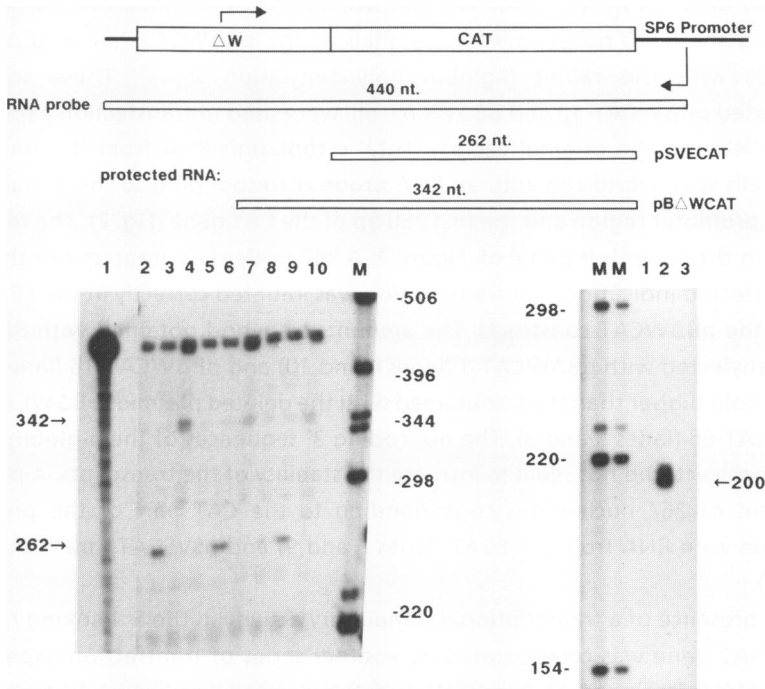 SP6 Promoter
△W
CAT
RNA probe
440 nt.
262 nt.
pSVECAT
protected RNA:
342 nt.
pB△WCAT
1 2 3 4 5 6 7 8 9 10 M
-506
-396
-344
-298
-220
342→
262→
M M 1 2 3
298-
220-
←200
154-